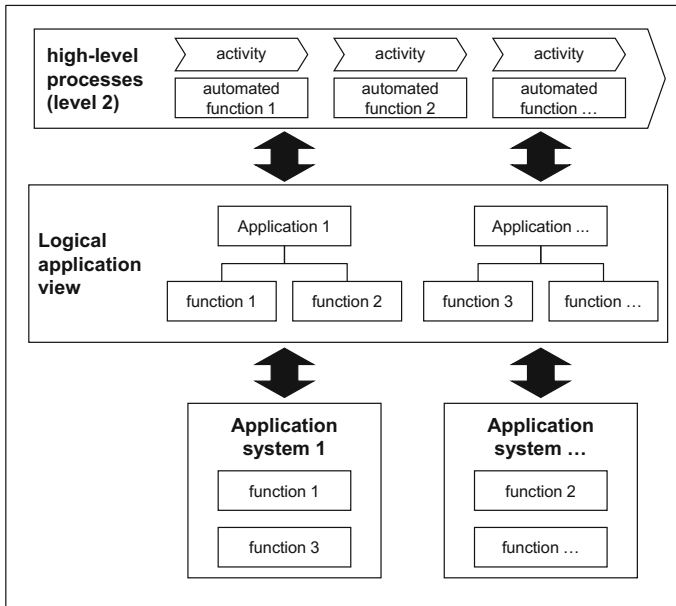 high-level
processes
(level 2)
activity
activity
activity
automated
function 1
automated
function 2
automated
function …
Logical
application
view
Application 1
Application ...
function 1
function 2
function 3
function …
Application
system 1
function 1
function 3
Application
system …
function 2
function …